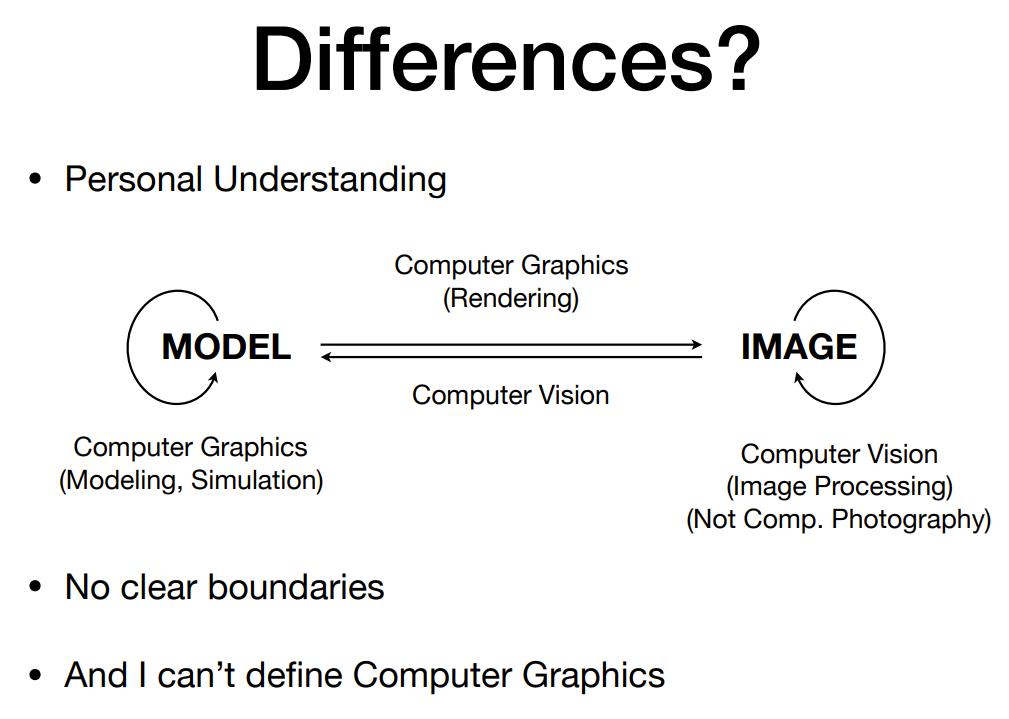 Differences?
• Personal Understanding
Computer Graphics
(Rendering)
MODEL
IMAGE
Computer Vision
Computer Graphics
(Modeling, Simulation)
Computer Vision
(Image Processing)
(Not Comp. Photography)
• No clear boundaries
• And I can’t define Computer Graphics